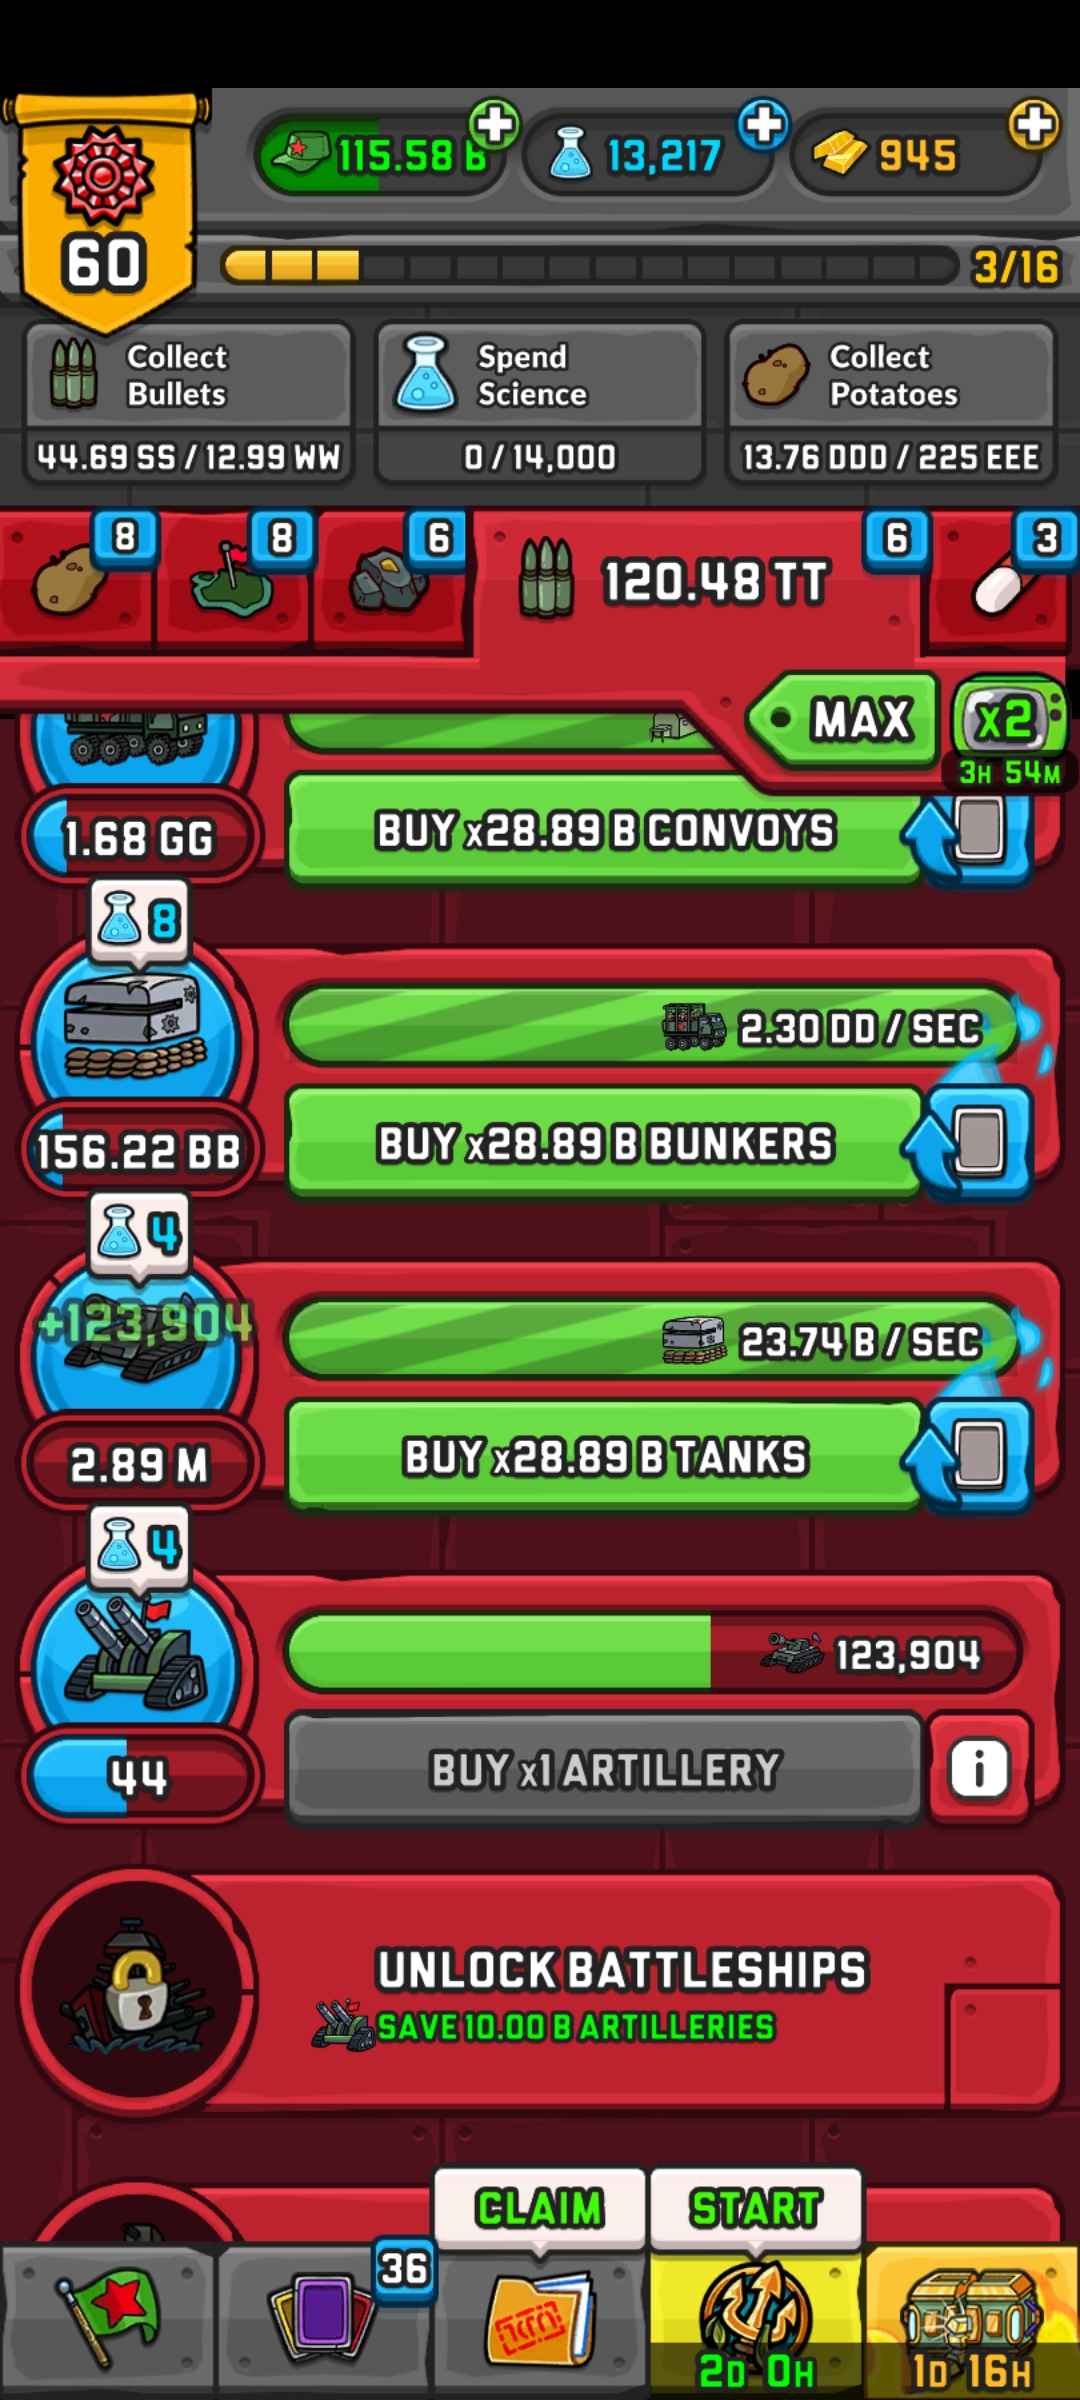 115.58 B
13,217
945
60
3/16
Collect
Bullets
44.69 SS / 12.99 WW
Spend
Science
0 / 14,000
Collect
Potatoes
13.76 DDD / 225 EEE
8
8
6
120.48 TT
6
3
MAX
x2
3H 54M
1.68 GG
BUY x28.89 B CONVOYS
8
2.30 DD / SEC
156.22 BB
BUY x28.89 B BUNKERS
4
+123,904
23.74 B / SEC
2.89 M
BUY x28.89 B TANKS
4
123,904
44
BUY x1 ARTILLERY
i
UNLOCK BATTLESHIPS
SAVE 10.00 B ARTILLERIES
CLAIM
START
36
2D 0H
1D 16H